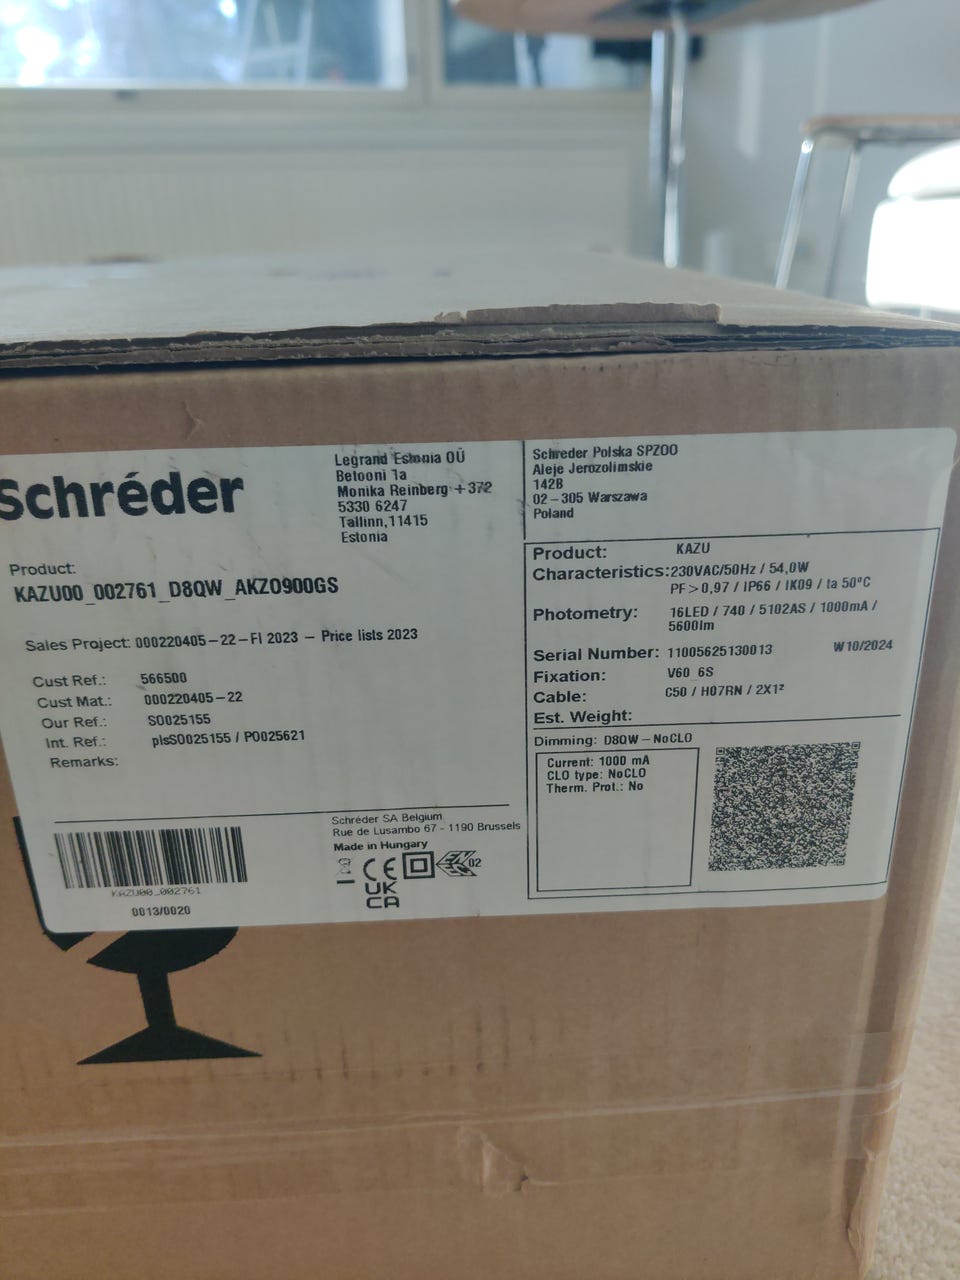 Schréder
Legrand Estonia OÜ
Betooni 1a
Monika Reinberg +372
5330 6247
Tallinn,11415
Estonia
Product:
KAZU00_002761_D8QW_AKZO900GS
Sales Project: 000220405-22-FI 2023 - Price lists 2023
Cust Ref.: 566500
Cust Mat.: 000220405-22
Our Ref.: SO025155
Int. Ref.: plsSO025155 / PO025621
Remarks:
KAZU00_002761
0013/0020
Schréder SA Belgium
Rue de Lusambo 67 - 1190 Brussels
Made in Hungary
CE
02
UK
CA
Schreder Polska SPZOO
Aleje Jerozolimskie
142B
02-305 Warszawa
Poland
Product: KAZU
Characteristics: 230VAC/50Hz / 54,0W
PF>0,97 / IP66 / IK09 / ta 50°C
Photometry: 16LED / 740 / 5102AS / 1000mA /
5600lm
Serial Number: 11005625130013 W10/2024
Fixation: V60_6S
Cable: C50 / H07RN / 2X1²
Est. Weight:
Dimming: D8QW-NoCLO
Current: 1000 mA
CLO type: NoCLO
Therm. Prot.: No